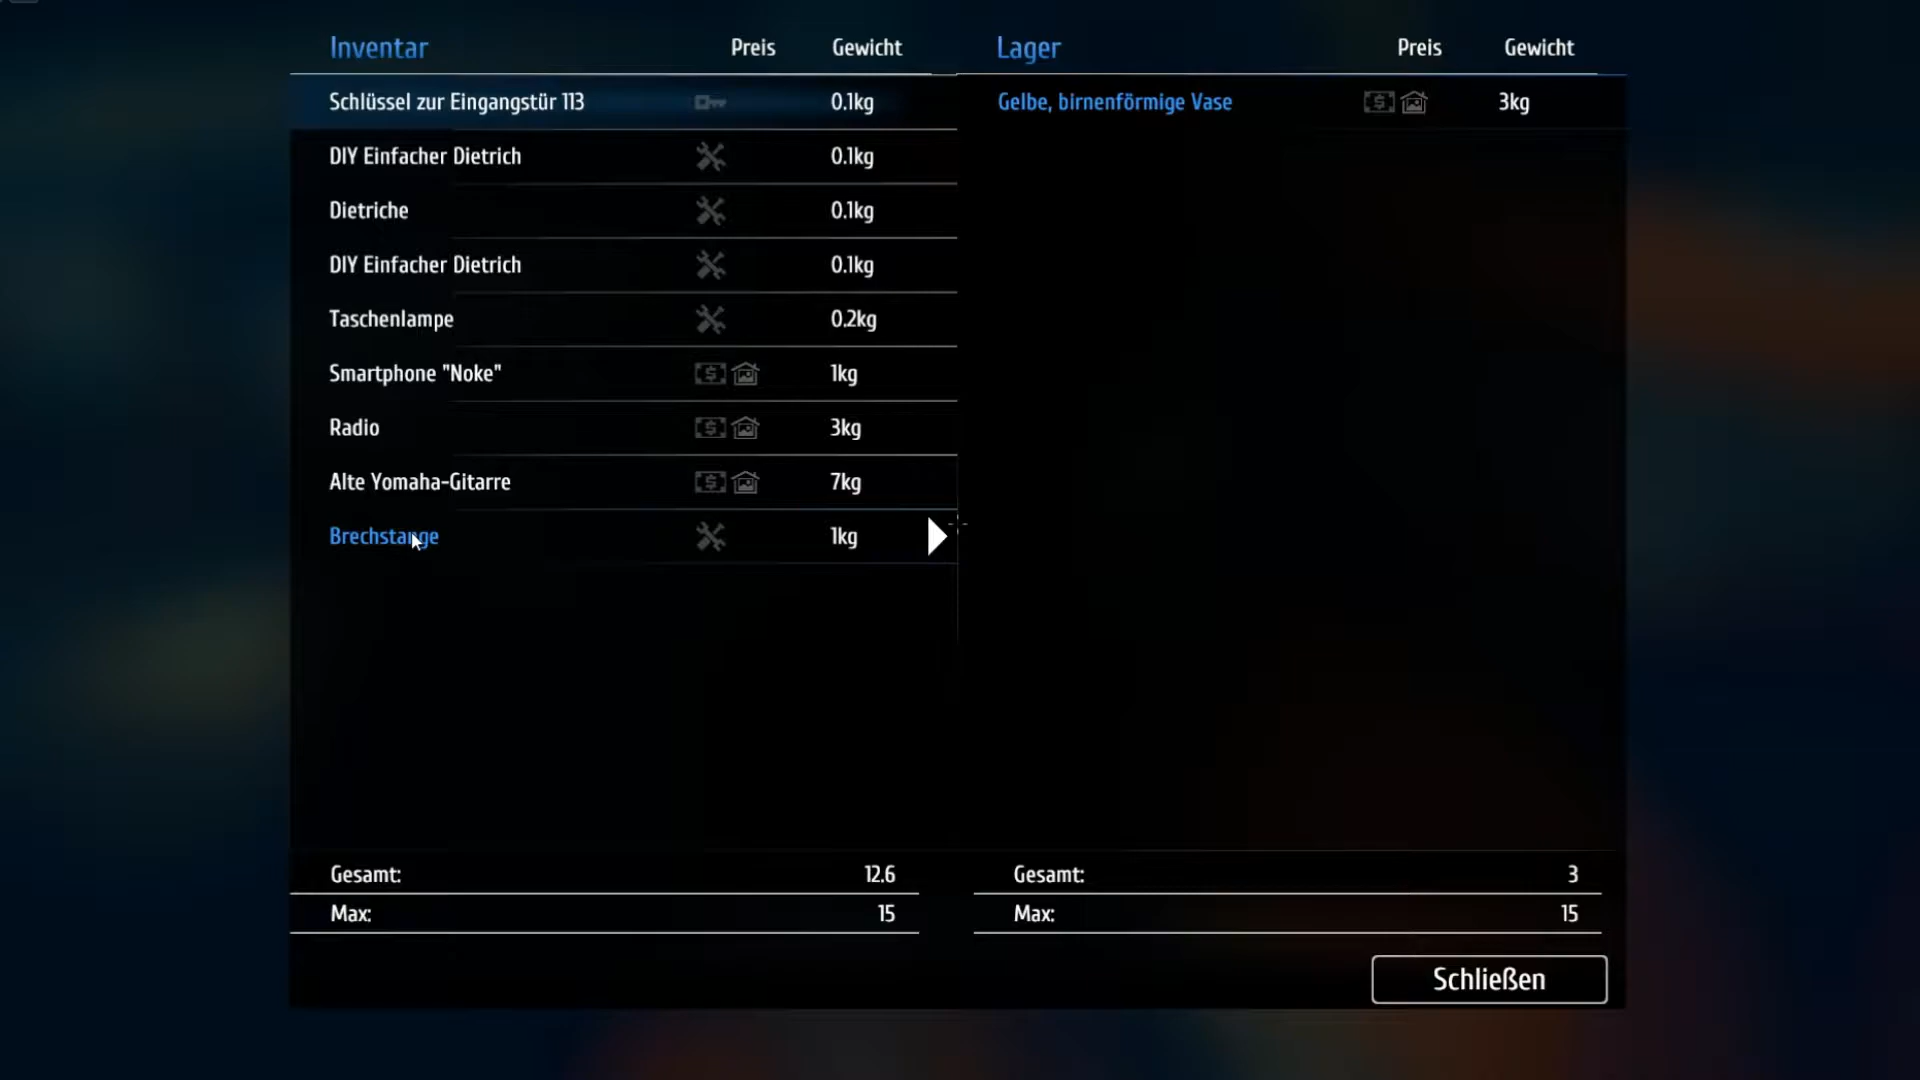 Inventar Preis Gewicht
Schlüssel zur Eingangstür 113 0.1kg
DIY Einfacher Dietrich 0.1kg
Dietriche 0.1kg
DIY Einfacher Dietrich 0.1kg
Taschenlampe 0.2kg
Smartphone "Noke" 1kg
Radio 3kg
Alte Yomaha-Gitarre 7kg
Brechstange 1kg
Gesamt: 12.6
Max: 15
Lager Preis Gewicht
Gelbe, birnenförmige Vase 3kg
Gesamt: 3
Max: 15
Schließen